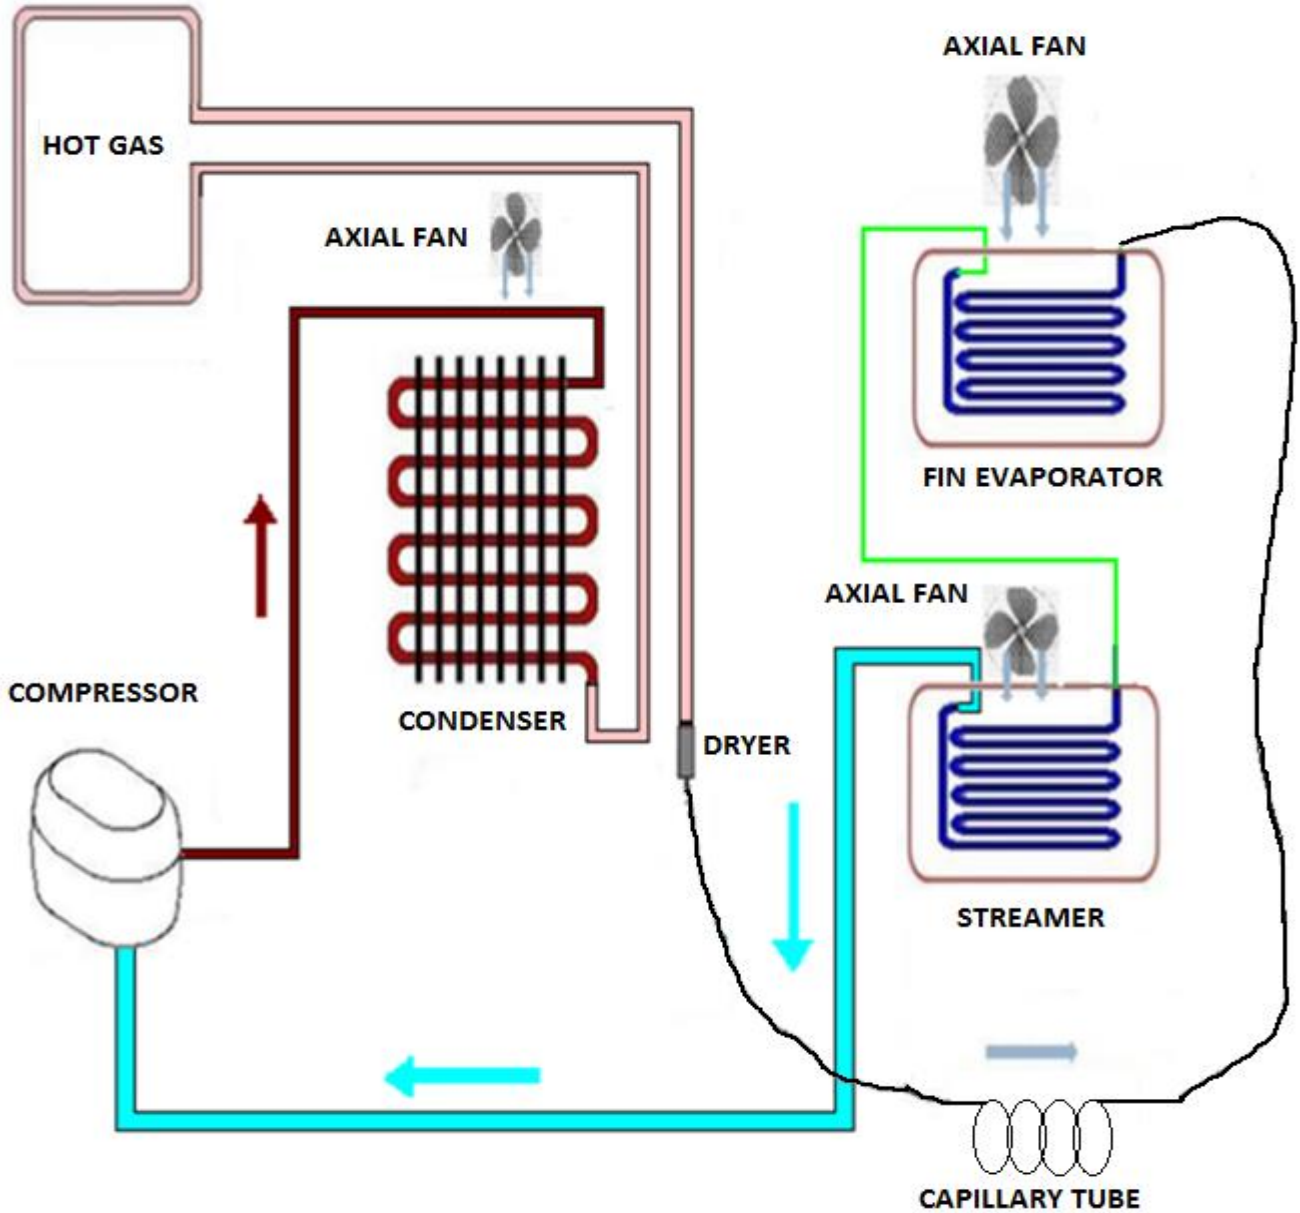 AXIAL FAN
HOT GAS
AXIAL FAN
FIN EVAPORATOR
AXIAL FAN
COMPRESSOR
CONDENSER
DRYER
STREAMER
CAPILLARY TUBE